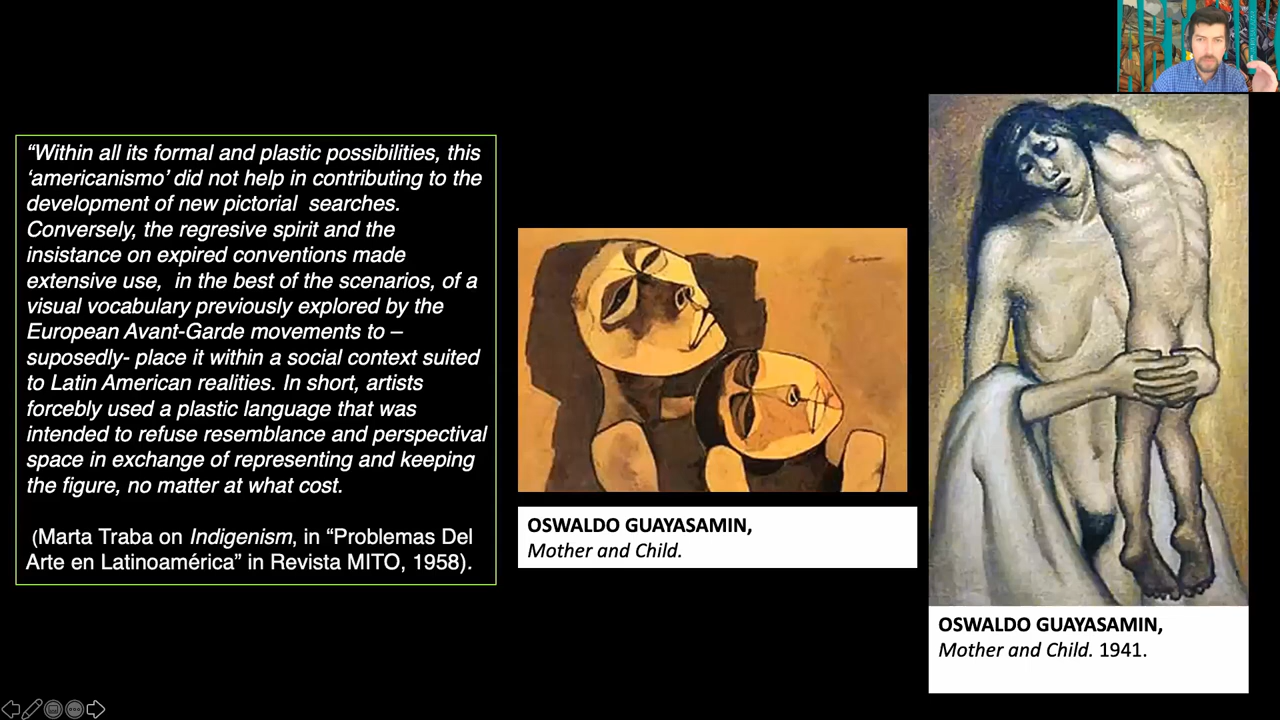 “Within all its formal and plastic possibilities, this
‘americanismo’ did not help in contributing to the
development of new pictorial searches.
Conversely, the regresive spirit and the
insistance on expired conventions made
extensive use, in the best of the scenarios, of a
visual vocabulary previously explored by the
European Avant-Garde movements to –
suposedly- place it within a social context suited
to Latin American realities. In short, artists
forcebly used a plastic language that was
intended to refuse resemblance and perspectival
space in exchange of representing and keeping
the figure, no matter at what cost.
(Marta Traba on Indigenism, in “Problemas Del
Arte en Latinoamérica” in Revista MITO, 1958).
OSWALDO GUAYASAMIN,
Mother and Child.
OSWALDO GUAYASAMIN,
Mother and Child. 1941.